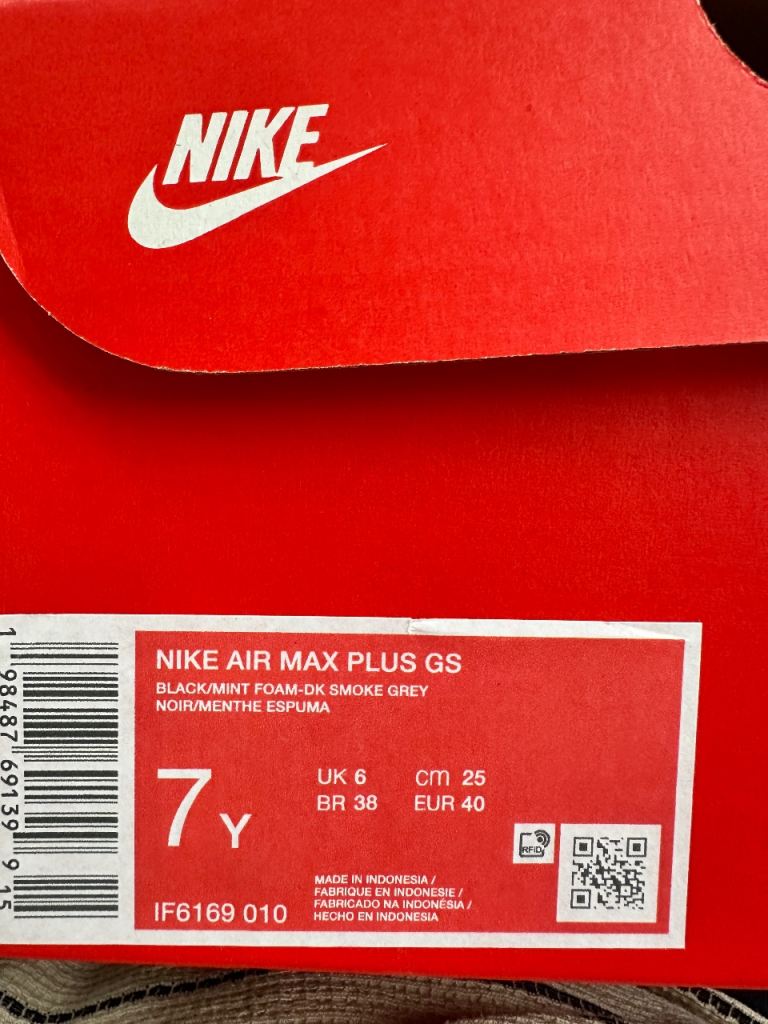 NIKE
NIKE AIR MAX PLUS GS
BLACK/MINT FOAM-DK SMOKE GREY
NOIR/MENTHE ESPUMA
7 Y
UK 6 cm 25
BR 38 EUR 40
RFID
IF6169 010
MADE IN INDONESIA /
FABRIQUE EN INDONESIE /
FABRICADO NA INDONÉSIA /
HECHO EN INDONESIA
1 98487 69139 9 15